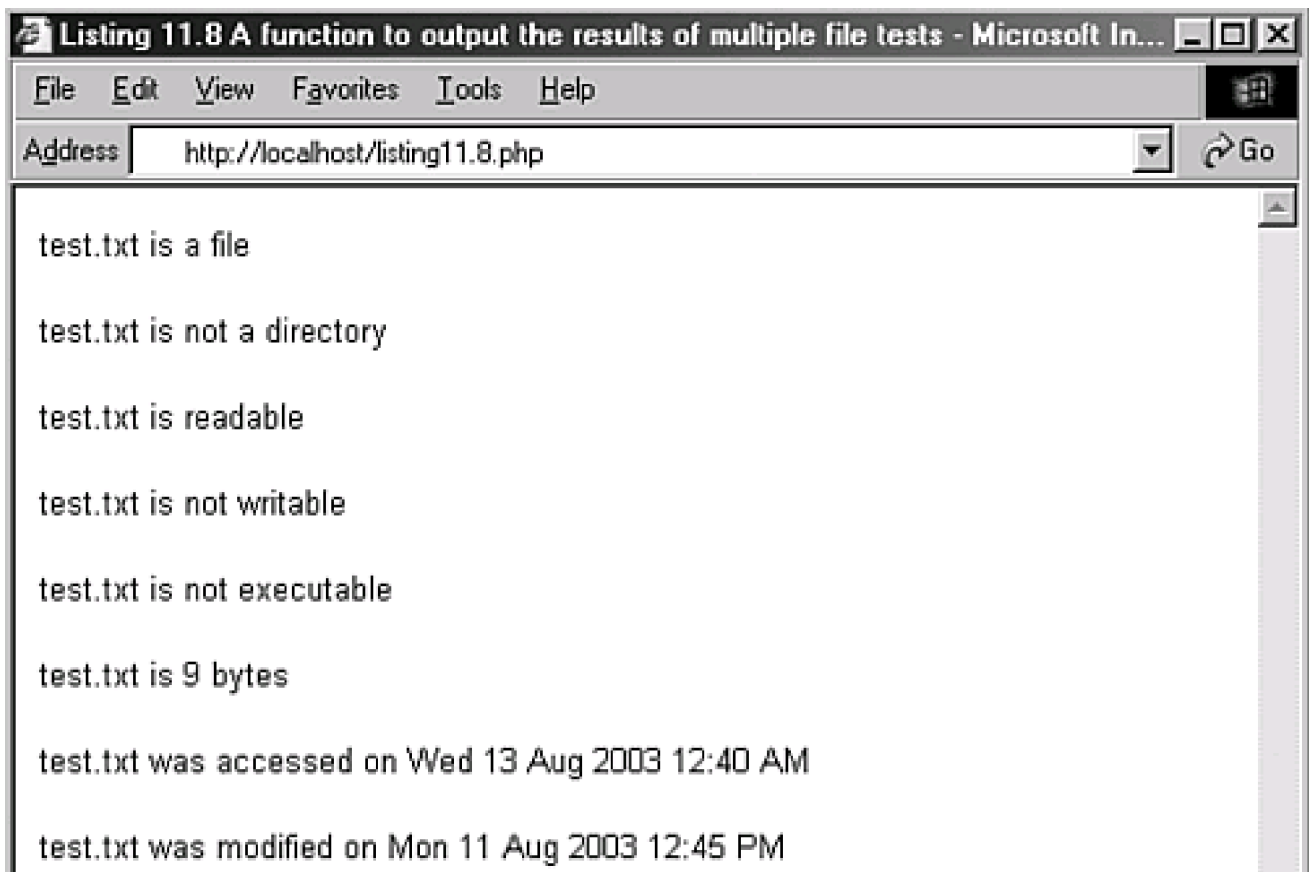 Listing 11.8 A function to output the results of multiple file tests - Microsoft In...
File Edit View Favorites Tools Help
Address http://localhost/listing11.8.php Go
test.txt is a file
test.txt is not a directory
test.txt is readable
test.txt is not writable
test.txt is not executable
test.txt is 9 bytes
test.txt was accessed on Wed 13 Aug 2003 12:40 AM
test.txt was modified on Mon 11 Aug 2003 12:45 PM